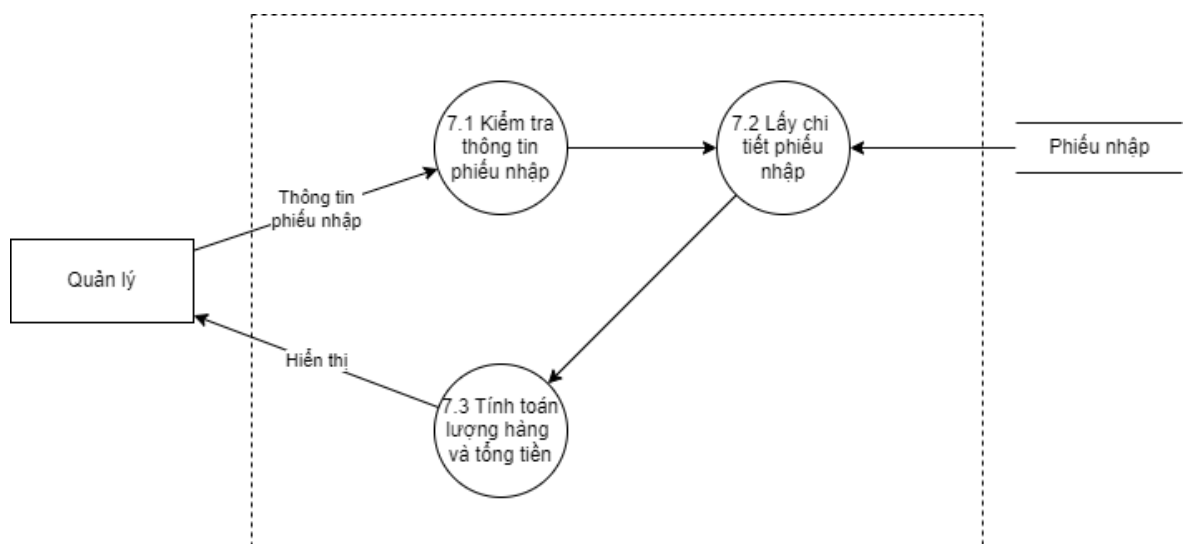 7.1 Kiểm tra
thông tin
phiếu nhập
7.2 Lấy chi
tiết phiếu
nhập
Phiếu nhập
Thông tin
phiếu nhập
Quản lý
Hiển thị
7.3 Tính toán
lượng hàng
và tổng tiền